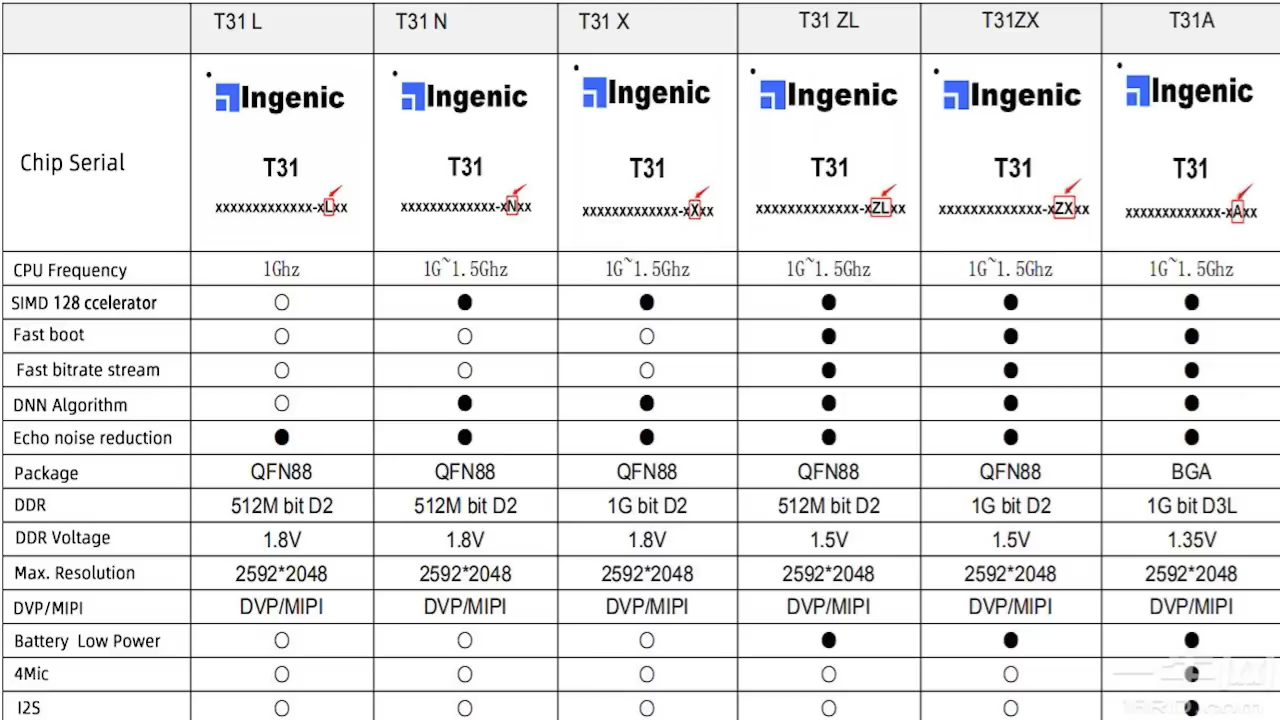 T31 L T31 N T31 X T31 ZL T31ZX T31A
Ingenic Ingenic Ingenic Ingenic Ingenic Ingenic
Chip Serial T31 T31 T31 T31 T31 T31
xxxxxxxxxxxxx-xLxx xxxxxxxxxxxxx-xNxx xxxxxxxxxxxxx-xXxx xxxxxxxxxxxxx-xZLxx xxxxxxxxxxxxx-xZXxx xxxxxxxxxxxxx-xAxx
CPU Frequency 1Ghz 1G~1.5Ghz 1G~1.5Ghz 1G~1.5Ghz 1G~1.5Ghz 1G~1.5Ghz
SIMD 128 ccelerator ○ ● ● ● ● ●
Fast boot ○ ○ ○ ● ● ●
Fast bitrate stream ○ ○ ○ ● ● ●
DNN Algorithm ○ ● ● ● ● ●
Echo noise reduction ● ● ● ● ● ●
Package QFN88 QFN88 QFN88 QFN88 QFN88 BGA
DDR 512M bit D2 512M bit D2 1G bit D2 512M bit D2 1G bit D2 1G bit D3L
DDR Voltage 1.8V 1.8V 1.8V 1.5V 1.5V 1.35V
Max. Resolution 2592*2048 2592*2048 2592*2048 2592*2048 2592*2048 2592*2048
DVP/MIPI DVP/MIPI DVP/MIPI DVP/MIPI DVP/MIPI DVP/MIPI DVP/MIPI
Battery Low Power ○ ○ ○ ● ● ●
4Mic ○ ○ ○ ○ ○ ●
I2S ○ ○ ○ ○ ○ ●